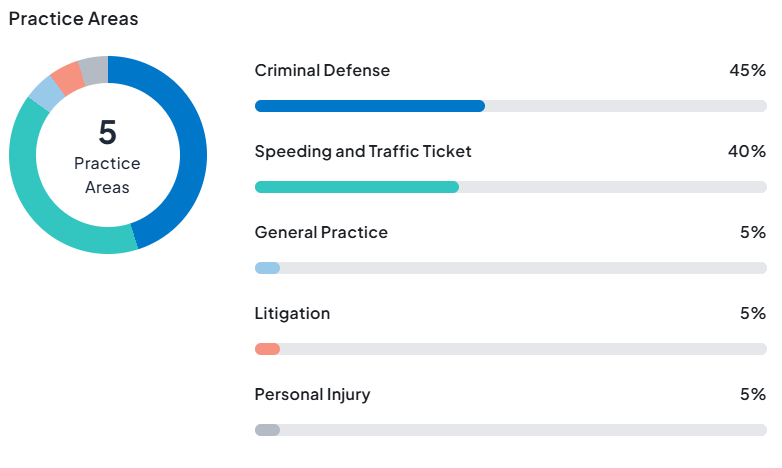 Practice Areas
5
Practice
Areas
Criminal Defense 45%
Speeding and Traffic Ticket 40%
General Practice 5%
Litigation 5%
Personal Injury 5%